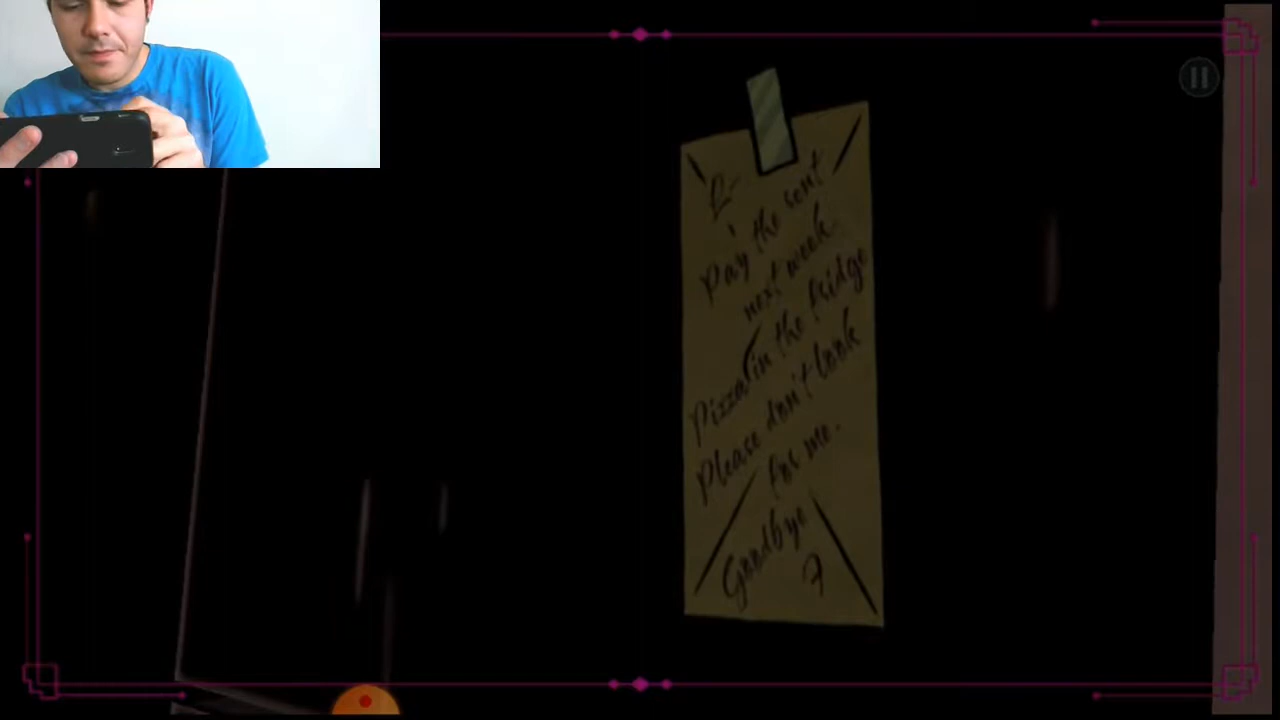 E-
Pay the rent
next week.
Pizza in the fridge
Please don't look
for me.
Goodbye